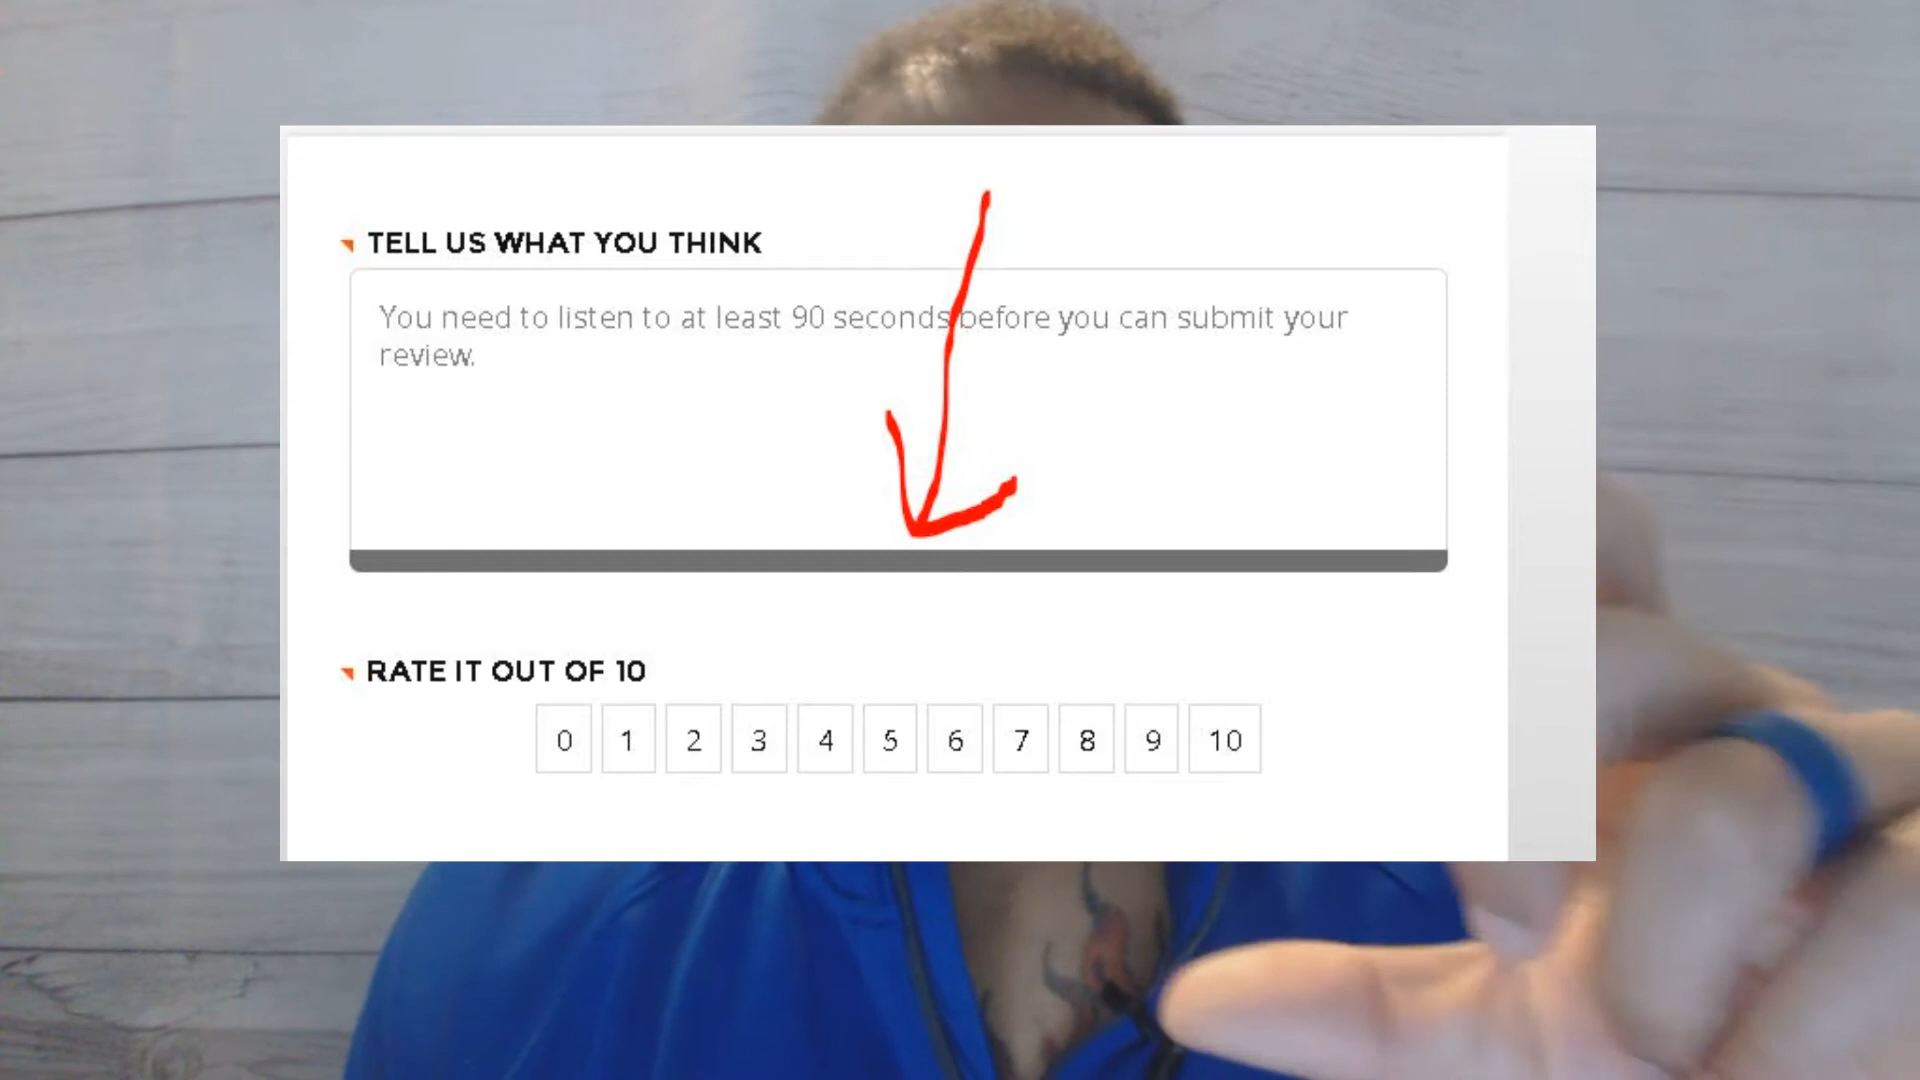 TELL US WHAT YOU THINK
You need to listen to at least 90 seconds before you can submit your
review.
RATE IT OUT OF 10
0 1 2 3 4 5 6 7 8 9 10